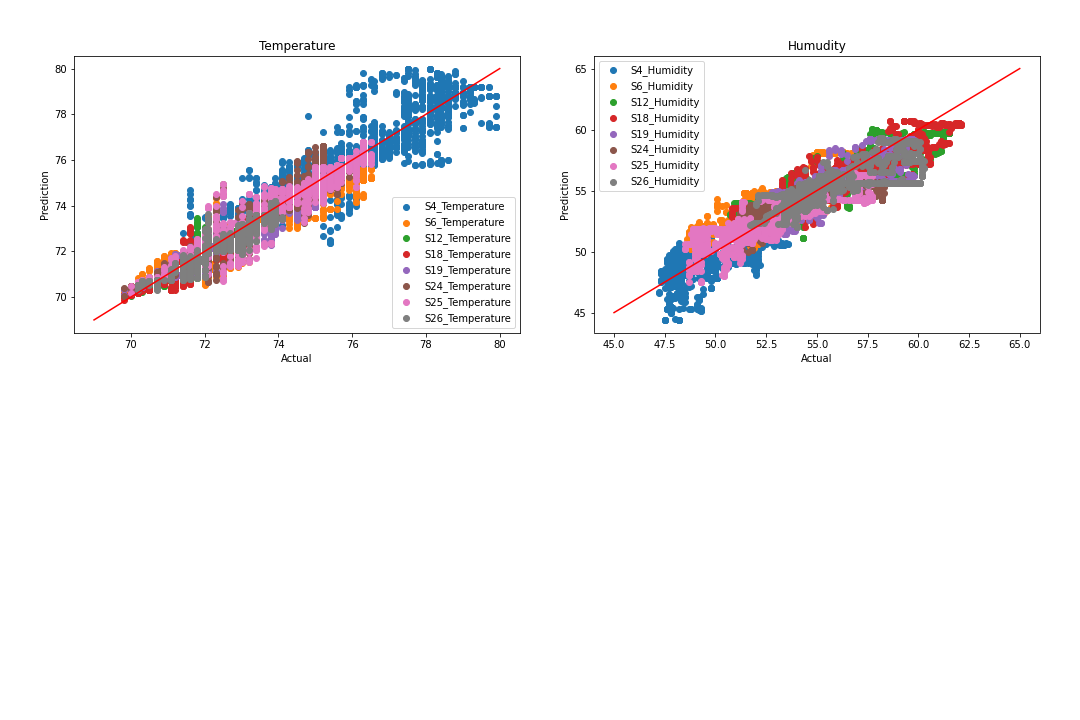 Temperature
80
78
76
74
72
70
Prediction
S4_Temperature
S6_Temperature
S12_Temperature
S18_Temperature
S19_Temperature
S24_Temperature
S25_Temperature
S26_Temperature
70
72
74
76
78
80
Actual
Humudity
65
60
55
50
45
Prediction
S4_Humidity
S6_Humidity
S12_Humidity
S18_Humidity
S19_Humidity
S24_Humidity
S25_Humidity
S26_Humidity
45.0
47.5
50.0
52.5
55.0
57.5
60.0
62.5
65.0
Actual